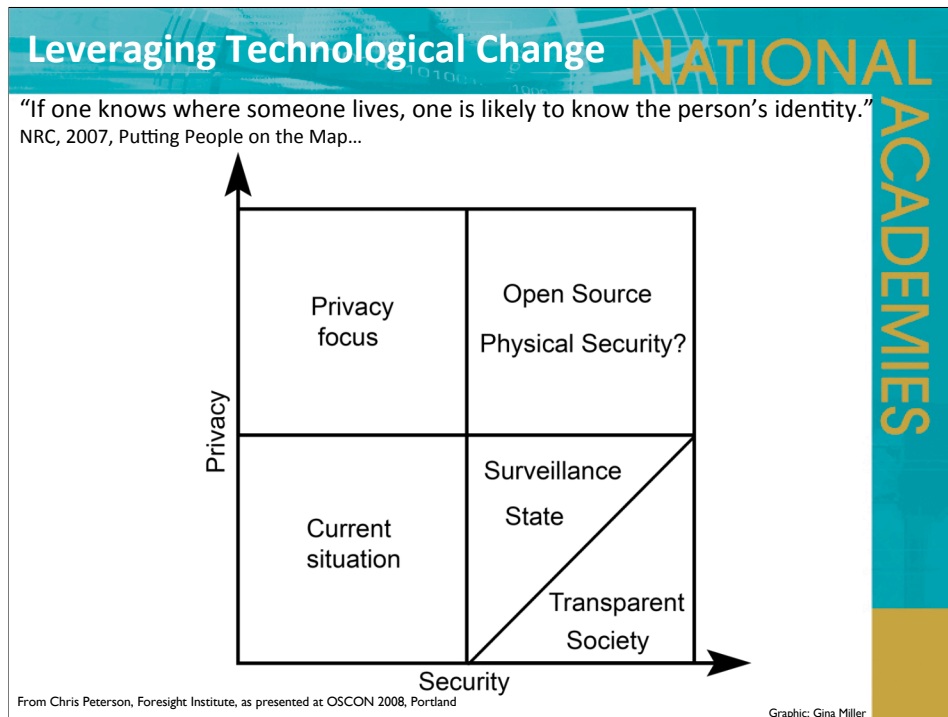 Leveraging Technological Change
NATIONAL
ACADEMIES
“If one knows where someone lives, one is likely to know the person’s identity.”
NRC, 2007, Putting People on the Map…
Privacy
Privacy
focus
Open Source
Physical Security?
Current
situation
Surveillance
State
Transparent
Society
Security
From Chris Peterson, Foresight Institute, as presented at OSCON 2008, Portland
Graphic: Gina Miller